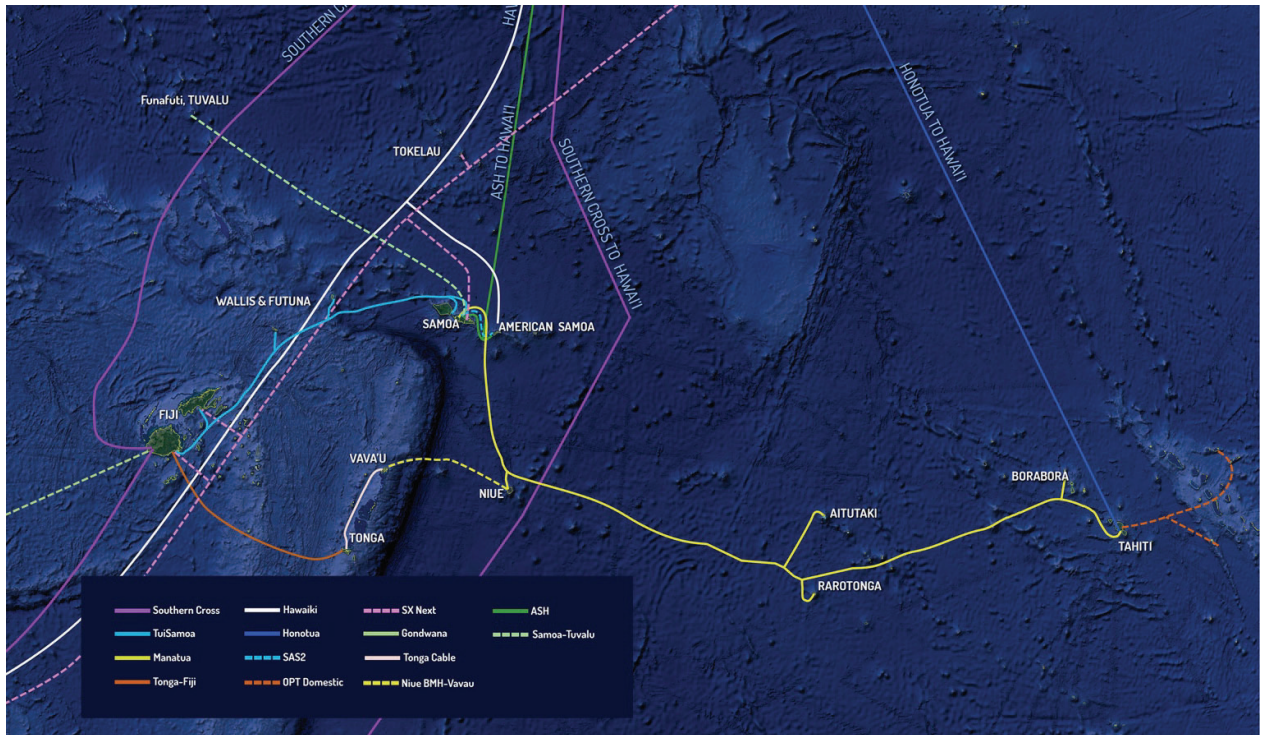 SOUTHERN C
HAW
Funafuti, TUVALU
TOKELAU
ASH TO HAWAI'I
SOUTHERN CROSS TO HAWAI'I
HONOTUA TO HAWAI'I
WALLIS & FUTUNA
SAMOA
AMERICAN SAMOA
FIJI
VAVA'U
NIUE
BORABORA
AITUTAKI
TONGA
TAHITI
RAROTONGA
Southern Cross
Hawaiki
SX Next
ASH
TuiSamoa
Honotua
Gondwana
Samoa-Tuvalu
Manatua
SAS2
Tonga Cable
Tonga-Fiji
OPT Domestic
Niue BMH-Vavau